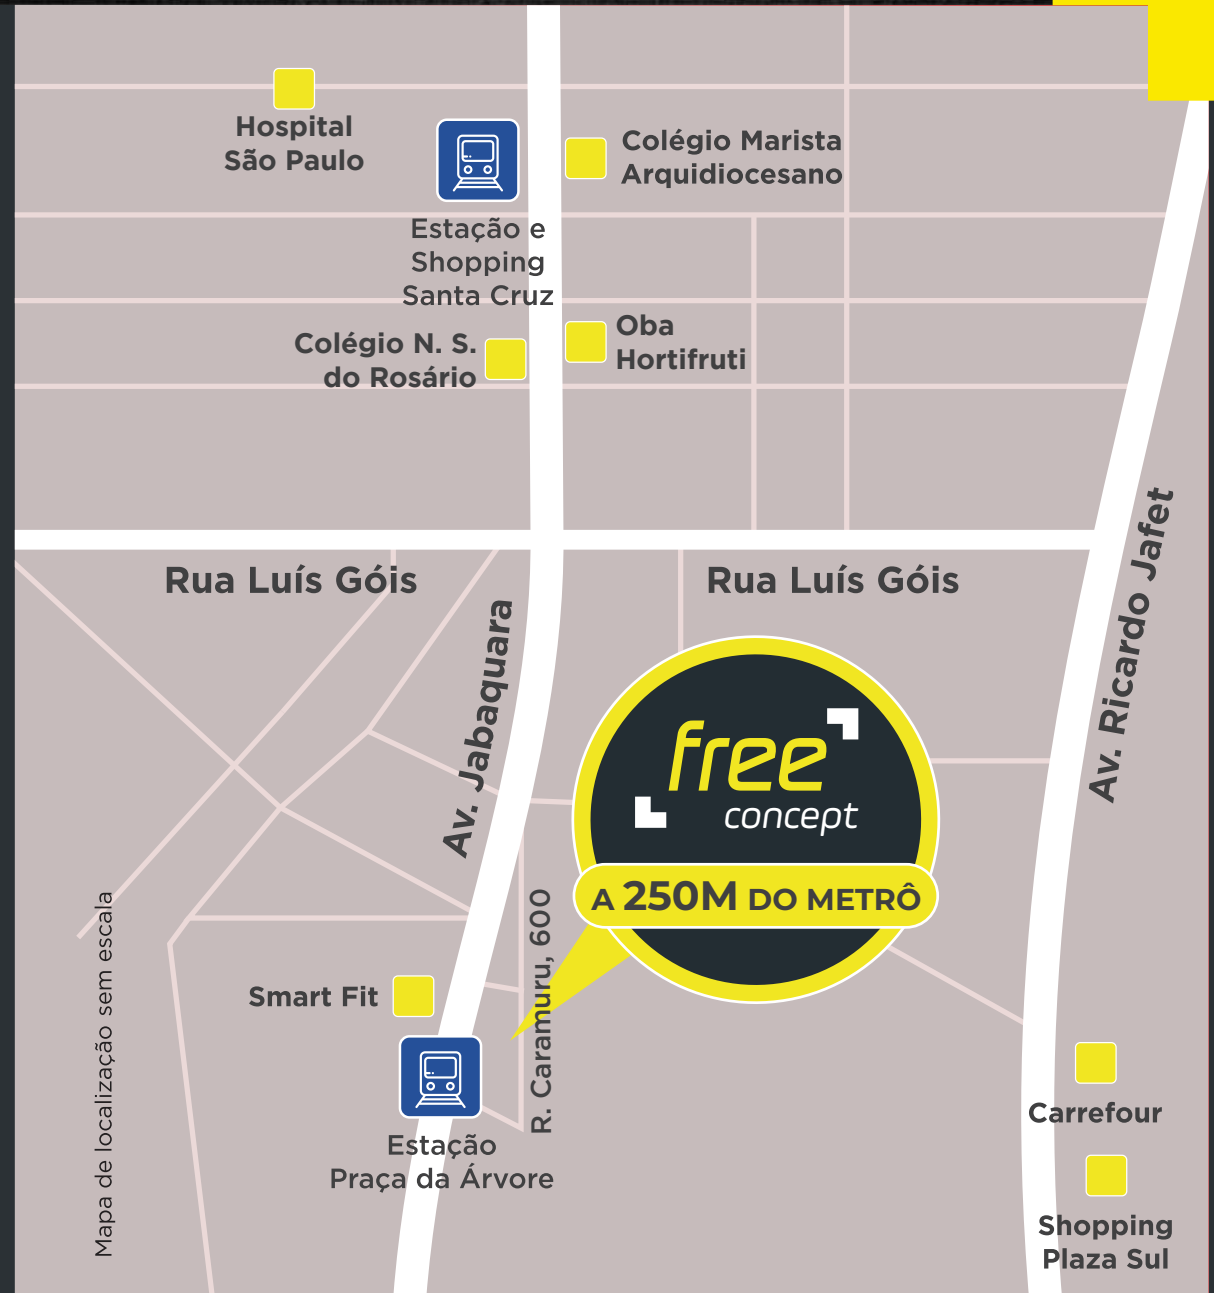 Hospital
São Paulo
Colégio Marista
Arquidiocesano
Estação e
Shopping
Santa Cruz
Colégio N. S.
do Rosário
Oba
Hortifruti
Rua Luís Góis
Rua Luís Góis
Av. Jabaquara
Av. Ricardo Jafet
free
concept
A 250M DO METRÔ
R. Caramuru, 600
Smart Fit
Estação
Praça da Árvore
Carrefour
Shopping
Plaza Sul
Mapa de localização sem escala